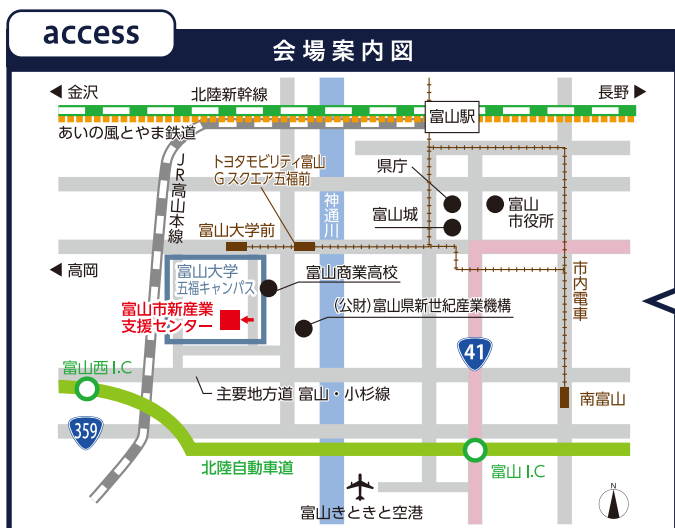 access
会場案内図
金沢
北陸新幹線
長野
富山駅
あいの風とやま鉄道
JR高山本線
トヨタモビリティ富山
Gスクエア五福前
県庁
神通川
富山城
富山
市役所
富山大学前
高岡
富山大学
五福キャンパス
富山商業高校
市内電車
富山市新産業
支援センター
(公財)富山県新世紀産業機構
41
富山西I.C
主要地方道 富山・小杉線
南富山
359
北陸自動車道
富山I.C
富山きときと空港
N